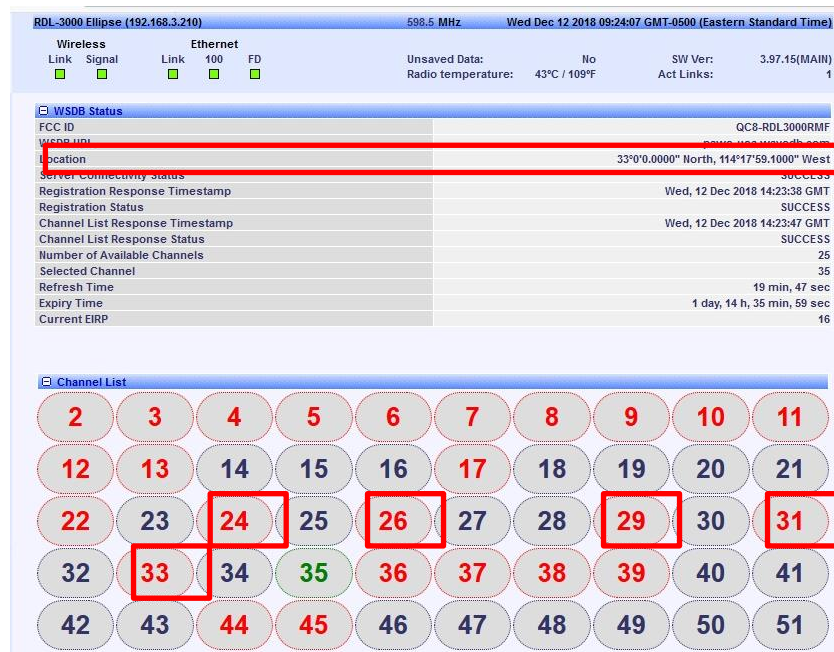 RDL-3000 Ellipse (192.168.3.210) 598.5 MHz Wed Dec 12 2018 09:24:07 GMT-0500 (Eastern Standard Time)
Wireless Ethernet
Link Signal Link 100 FD Unsaved Data: No SW Ver: 3.97.15(MAIN)
Radio temperature: 43°C / 109°F Act Links: 1
WSDB Status
FCC ID QC8-RDL3000RMF
WSDB URL
Location 33°0'0.0000" North, 114°17'59.1000" West
Server Connectivity Status SUCCESS
Registration Response Timestamp Wed, 12 Dec 2018 14:23:38 GMT
Registration Status SUCCESS
Channel List Response Timestamp Wed, 12 Dec 2018 14:23:47 GMT
Channel List Response Status SUCCESS
Number of Available Channels 25
Selected Channel 35
Refresh Time 19 min, 47 sec
Expiry Time 1 day, 14 h, 35 min, 59 sec
Current EIRP 16
Channel List
2 3 4 5 6 7 8 9 10 11
12 13 14 15 16 17 18 19 20 21
22 23 24 25 26 27 28 29 30 31
32 33 34 35 36 37 38 39 40 41
42 43 44 45 46 47 48 49 50 51